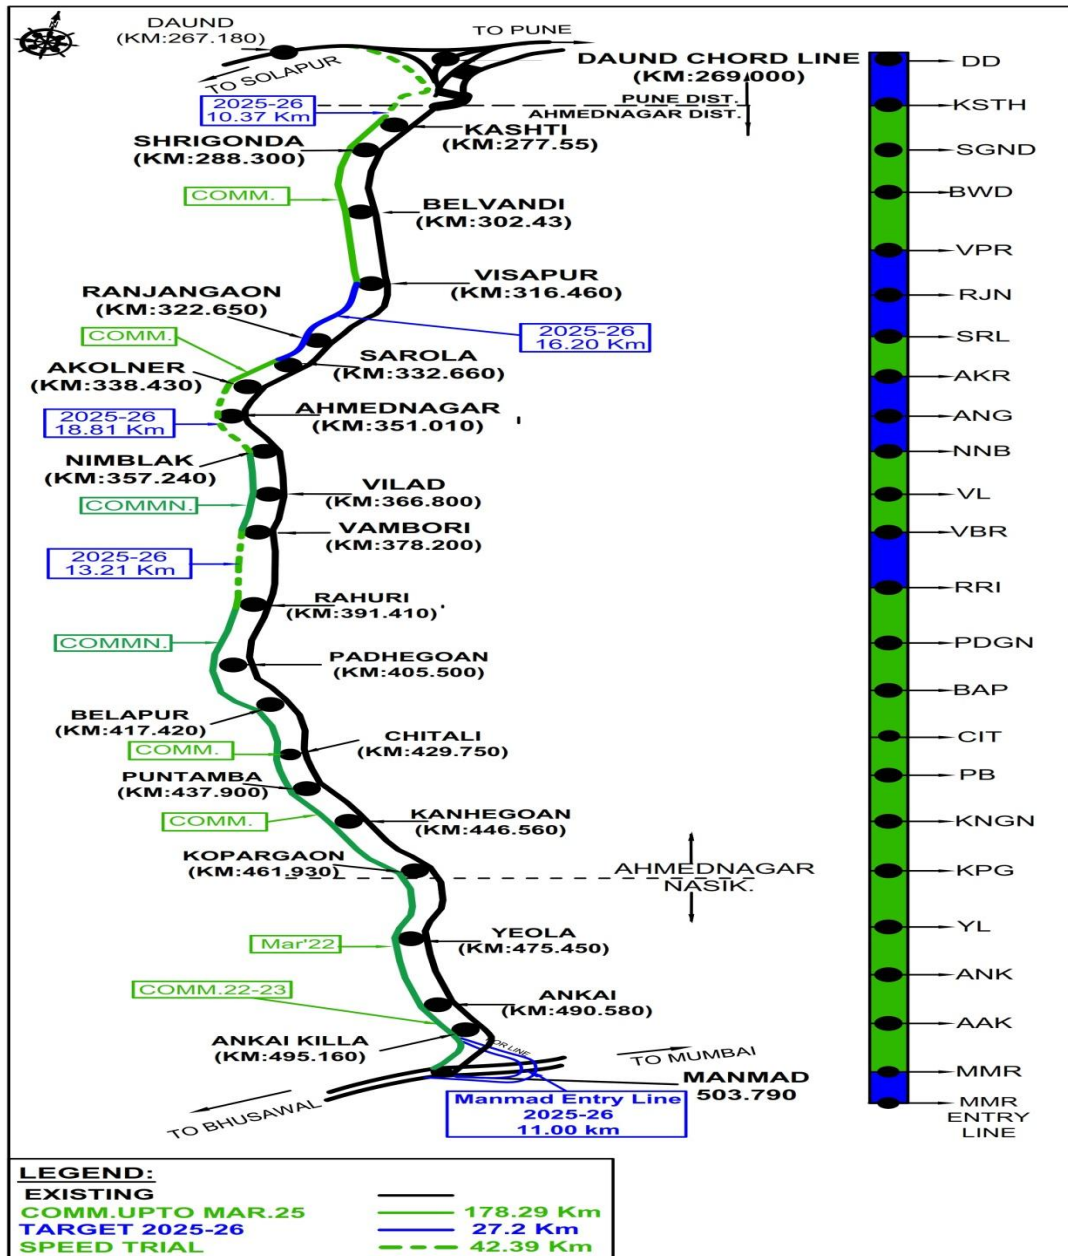 DAUND
(KM:267.180)
TO PUNE
TO SOLAPUR
DAUND CHORD LINE
(KM:269.000)
2025-26
10.37 Km
PUNE DIST.
AHMEDNAGAR DIST.
KASHTI
(KM:277.55)
SHRIGONDA
(KM:288.300)
COMM.
BELVANDI
(KM:302.43)
VISAPUR
(KM:316.460)
RANJANGAON
(KM:322.650)
COMM.
2025-26
16.20 Km
SAROLA
(KM:332.660)
AKOLNER
(KM:338.430)
AHMEDNAGAR
(KM:351.010)
2025-26
18.81 Km
NIMBLAK
(KM:357.240)
VILAD
(KM:366.800)
COMMN.
VAMBORI
(KM:378.200)
2025-26
13.21 Km
RAHURI
(KM:391.410)
COMMN.
PADHEGOAN
(KM:405.500)
BELAPUR
(KM:417.420)
CHITALI
(KM:429.750)
COMM.
PUNTAMBA
(KM:437.900)
COMM.
KANHEGOAN
(KM:446.560)
KOPARGAON
(KM:461.930)
AHMEDNAGAR
NASIK.
YEOLA
(KM:475.450)
Mar'22
COMM.22-23
ANKAI
(KM:490.580)
ANKAI KILLA
(KM:495.160)
LINE
TO MUMBAI
MANMAD
503.790
TO BHUSAWAL
Manmad Entry Line
2025-26
11.00 km
DD
KSTH
SGND
BWD
VPR
RJN
SRL
AKR
ANG
NNB
VL
VBR
RRI
PDGN
BAP
CIT
PB
KNGN
KPG
YL
ANK
AAK
MMR
MMR
ENTRY
LINE
LEGEND:
EXISTING
COMM.UPTO MAR.25 178.29 Km
TARGET 2025-26 27.2 Km
SPEED TRIAL 42.39 Km